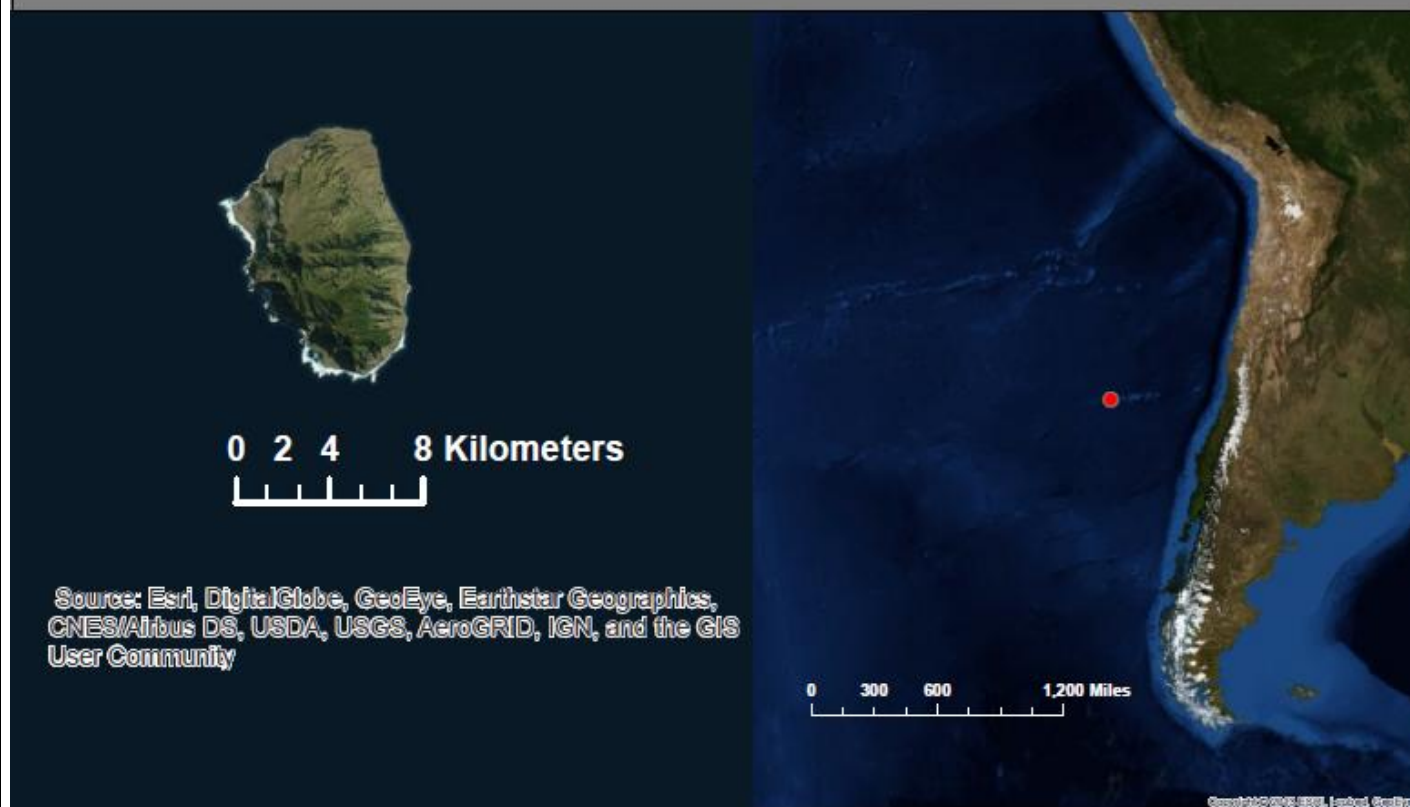 0 2 4 8 Kilometers
Source: Esri, DigitalGlobe, GeoEye, Earthstar Geographics,
CNES/Airbus DS, USDA, USGS, AeroGRID, IGN, and the GIS
User Community
0 300 600 1,200 Miles